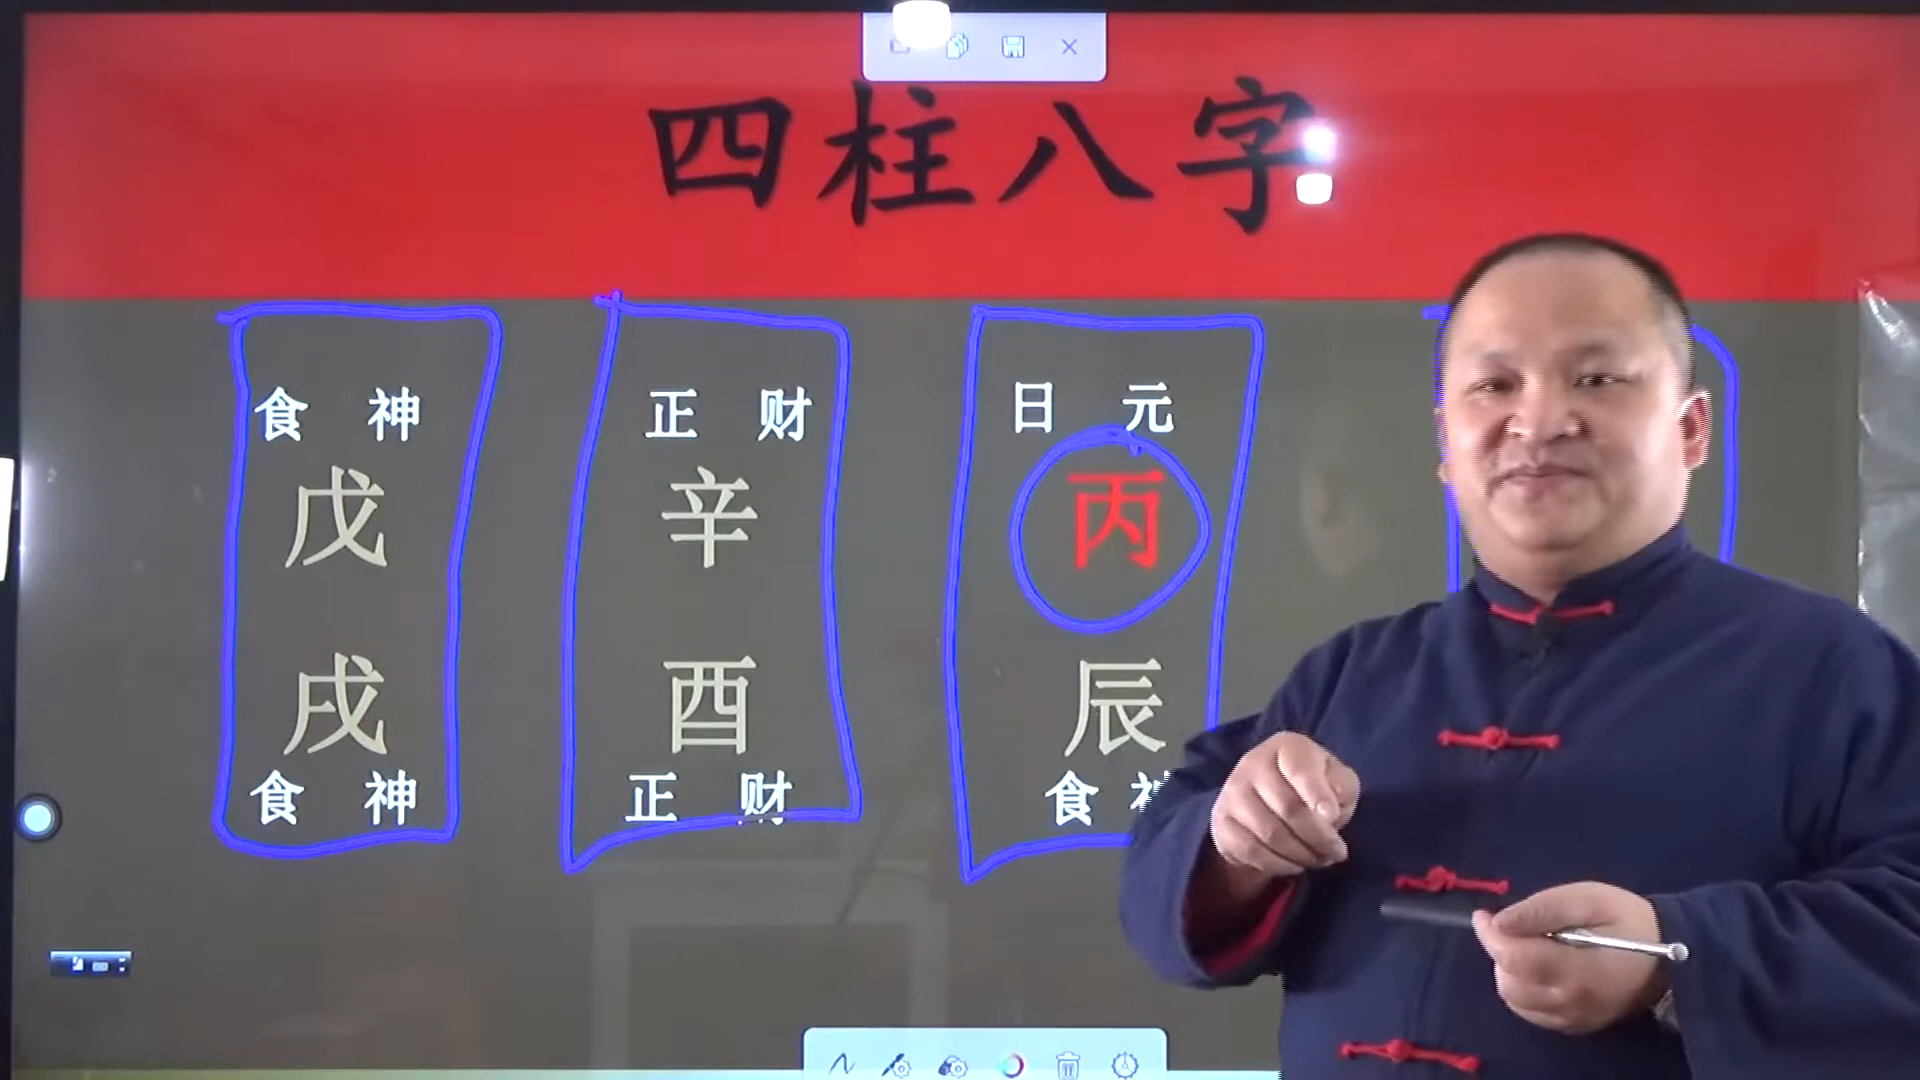 四柱八字
食神 正财 日元
戊 辛 丙
戌 酉 辰
食神 正财 食